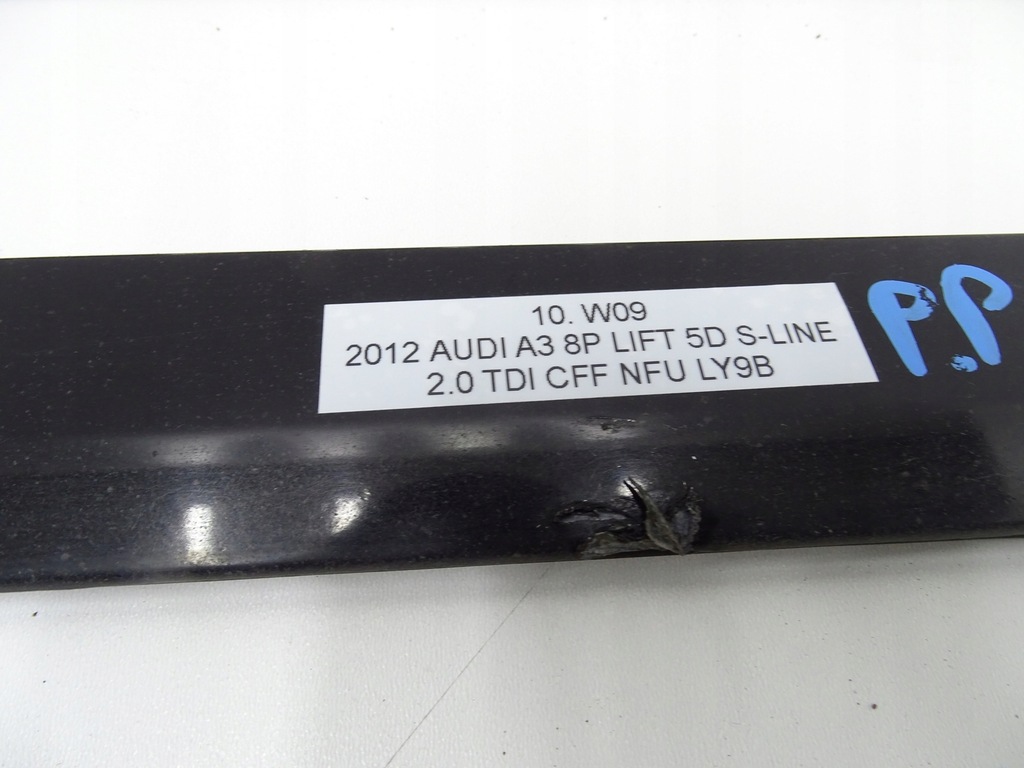 10. W09
2012 AUDI A3 8P LIFT 5D S-LINE
2.0 TDI CFF NFU LY9B
P.P